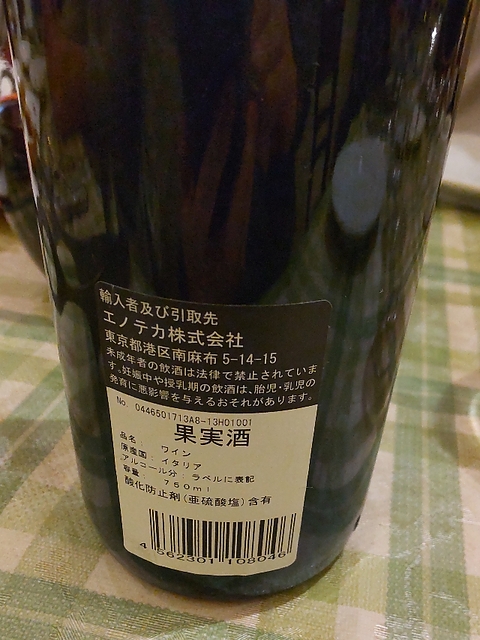 輸入者及び引取先
エノテカ株式会社
東京都港区南麻布 5-14-15
未成年者の飲酒は法律で禁止されていま
す。妊娠中や授乳期の飲酒は、胎児・乳児の
発育に悪影響を与えるおそれがあります。
No. 0446501713A8-13H01001
果実酒
品名: ワイン
原産国: イタリア
アルコール分: ラベルに表記
容量: 750ml
酸化防止剤(亜硫酸塩)含有
4 562301 108046